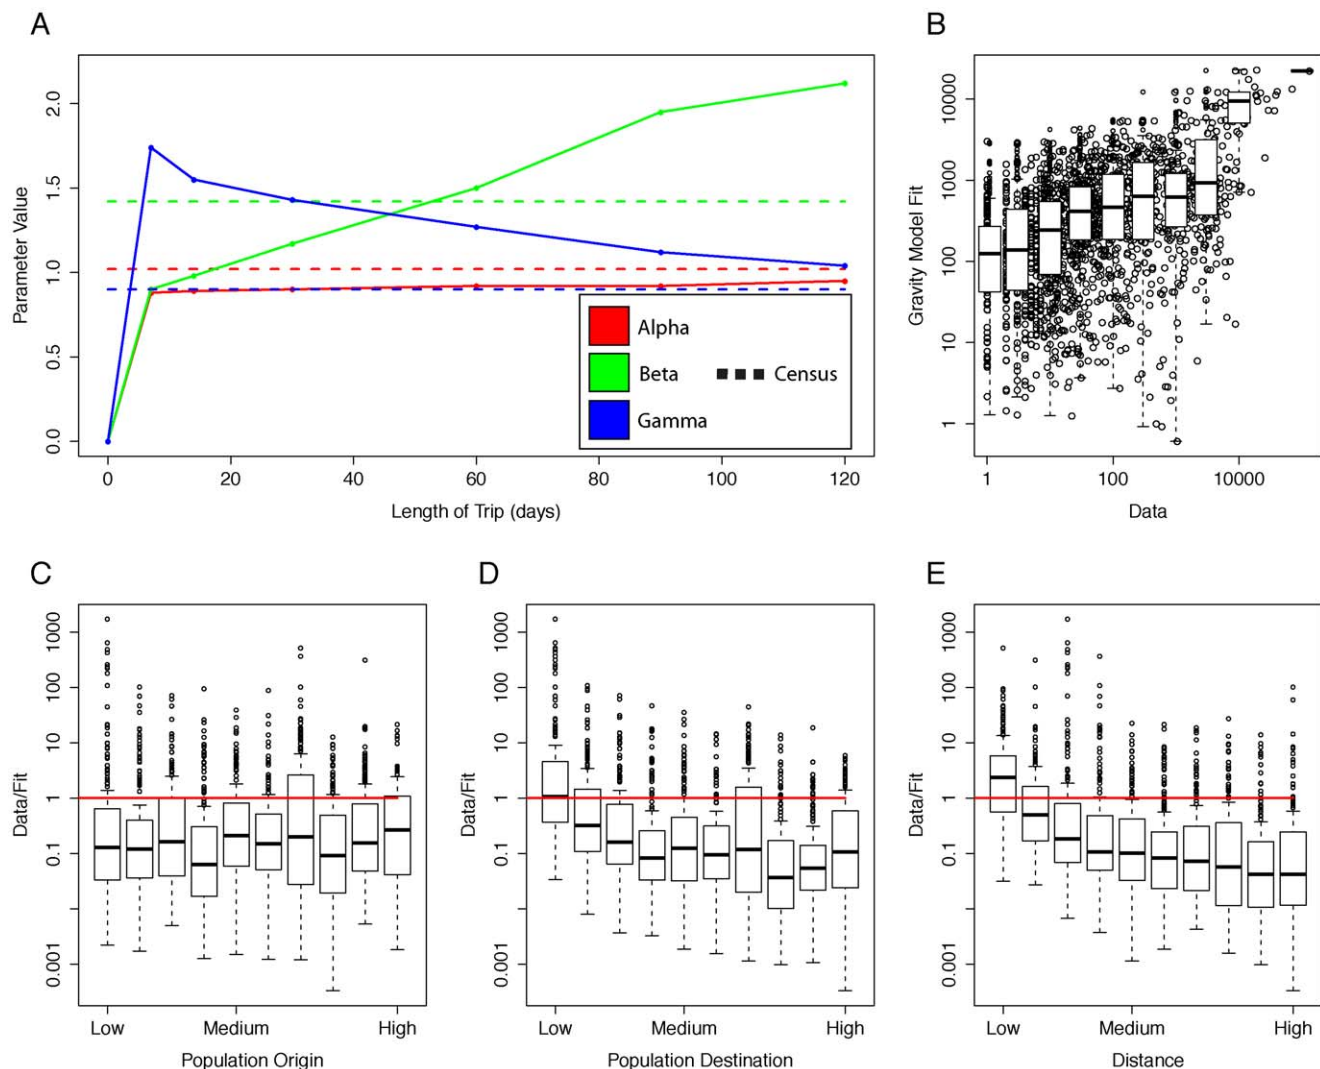 A
Parameter Value
2.0
1.5
1.0
0.5
0.0
0
20
40
60
80
100
120
Length of Trip (days)
Alpha
Beta
Gamma
Census
B
Gravity Model Fit
10000
1000
100
10
1
1
100
10000
Data
C
Data/Fit
1000
100
10
1
0.1
0.001
Low
Medium
High
Population Origin
D
Data/Fit
1000
100
10
1
0.1
0.001
Low
Medium
High
Population Destination
E
Data/Fit
1000
100
10
1
0.1
0.001
Low
Medium
High
Distance